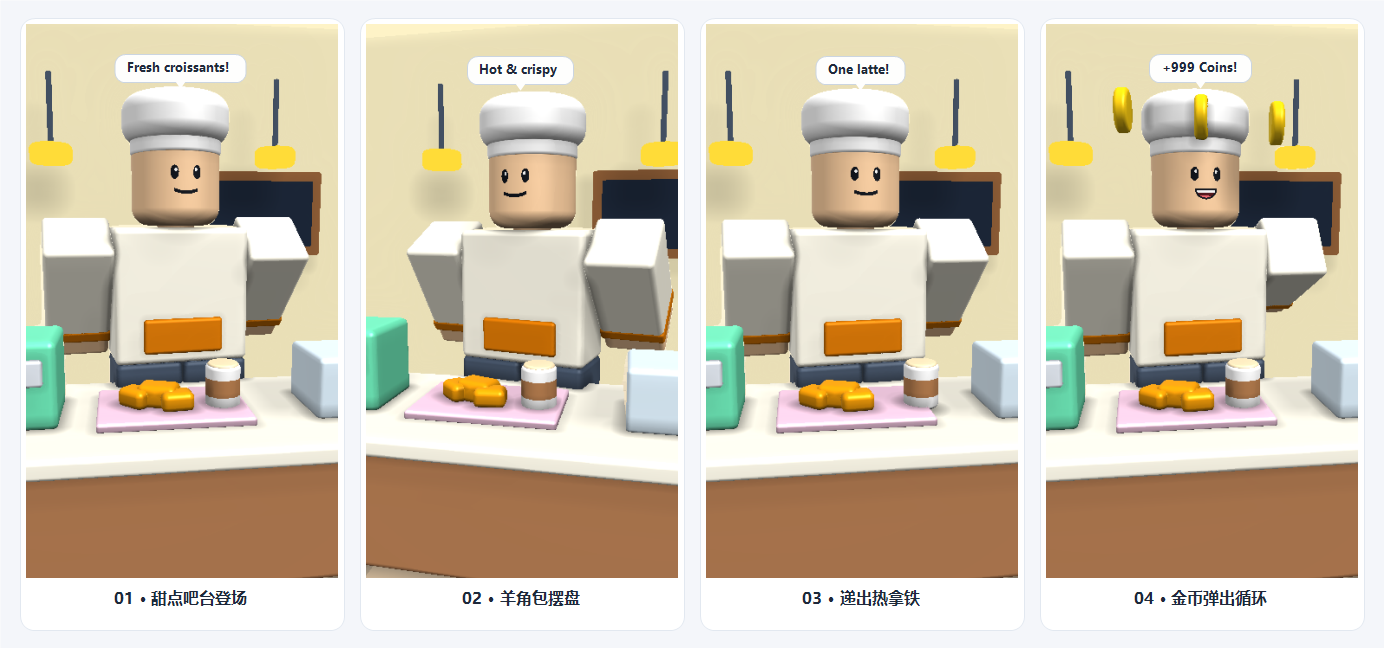 Fresh croissants!
Hot & crispy
One latte!
+999 Coins!
01 • 甜点吧台登场
02 • 羊角包摆盘
03 • 递出热拿铁
04 • 金币弹出循环